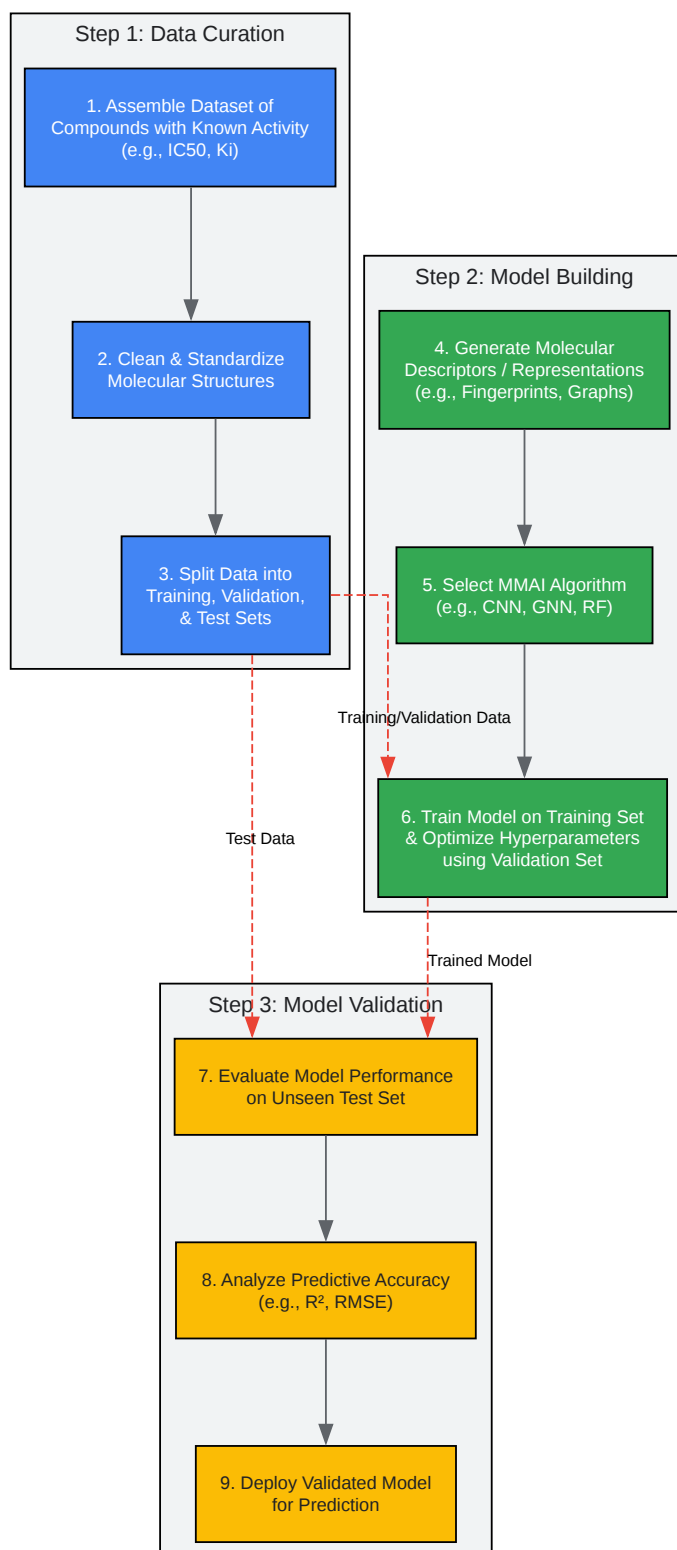 Step 1: Data Curation
1. Assemble Dataset of
Compounds with Known Activity
(e.g., IC50, Ki)
2. Clean & Standardize
Molecular Structures
3. Split Data into
Training, Validation,
& Test Sets
Step 2: Model Building
4. Generate Molecular
Descriptors / Representations
(e.g., Fingerprints, Graphs)
5. Select MMAI Algorithm
(e.g., CNN, GNN, RF)
Training/Validation Data
6. Train Model on Training Set
& Optimize Hyperparameters
using Validation Set
Test Data
Trained Model
Step 3: Model Validation
7. Evaluate Model Performance
on Unseen Test Set
8. Analyze Predictive Accuracy
(e.g., R², RMSE)
9. Deploy Validated Model
for Prediction